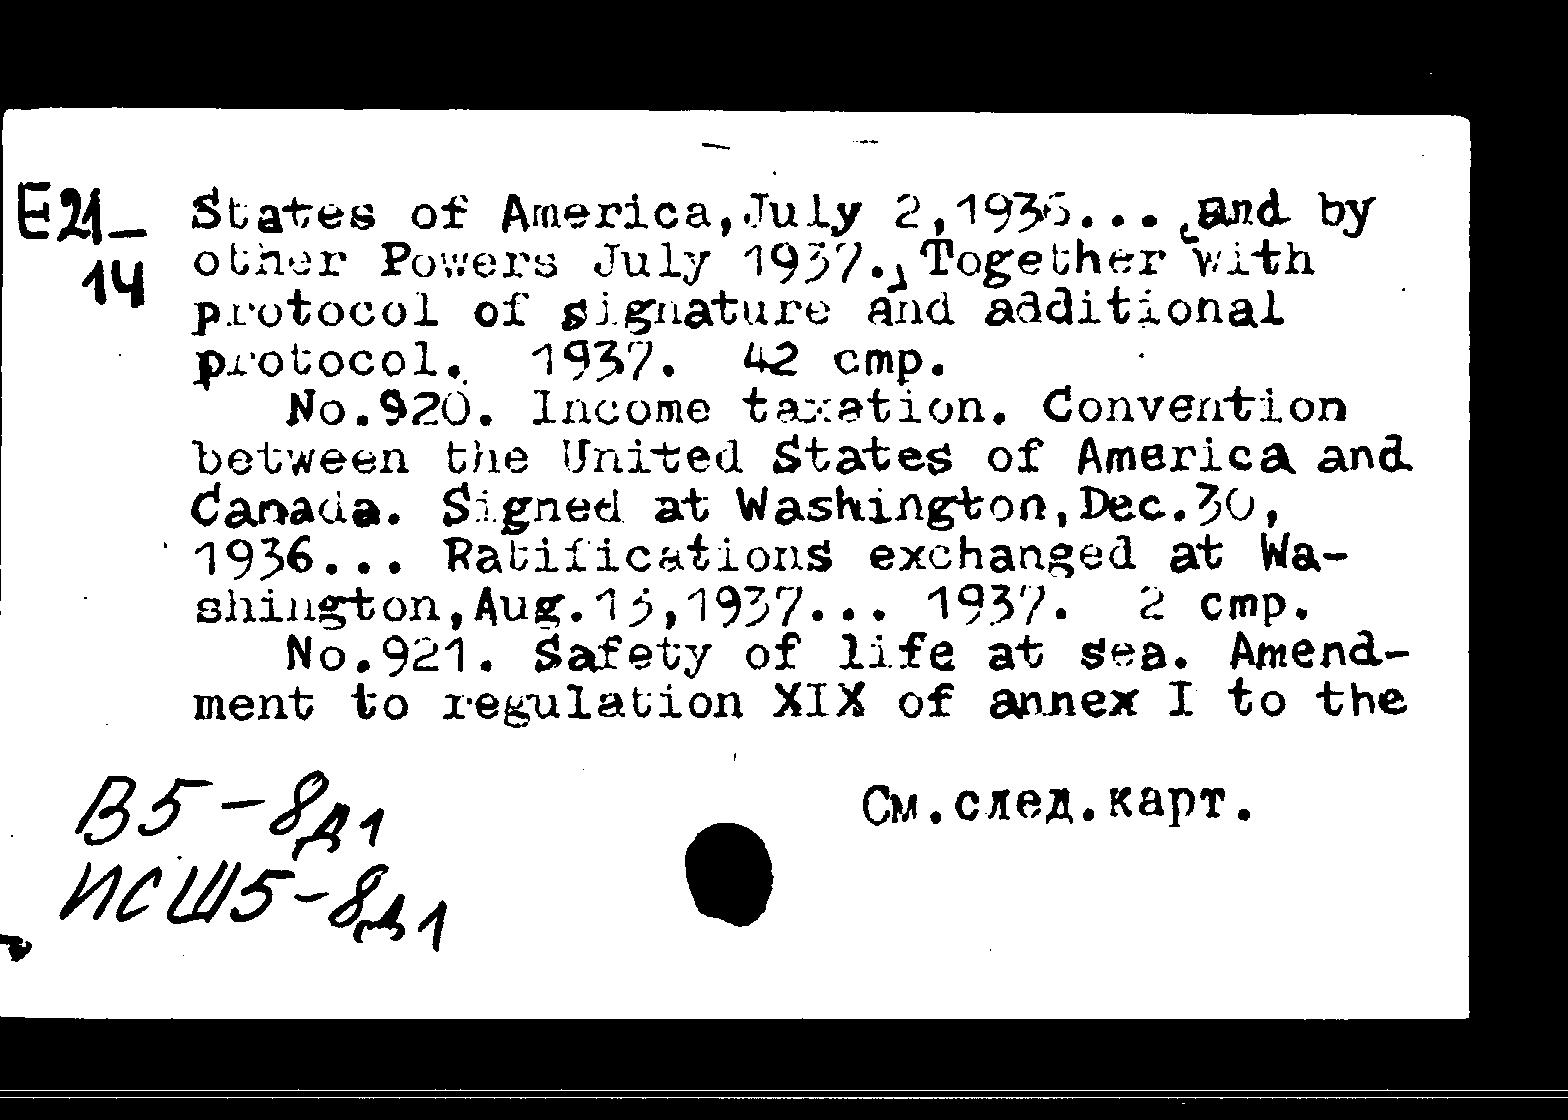 E21-
14
States of America,July 2,1936... and by
other Powers July 1937. Together with
protocol of signature and additional
protocol. 1937. 42 стр.
No.920. Income taxation. Convention
between the United States of America and
Canada. Signed at Washington,Dec.30,
1936... Ratifications exchanged at Wa-
shington,Aug.13,1937... 1937. 2 стр.
No.921. Safety of life at sea. Amend-
ment to regulation XIX of annex I to the
См.след.карт.
В5-8д1
ИСШ5-8д1